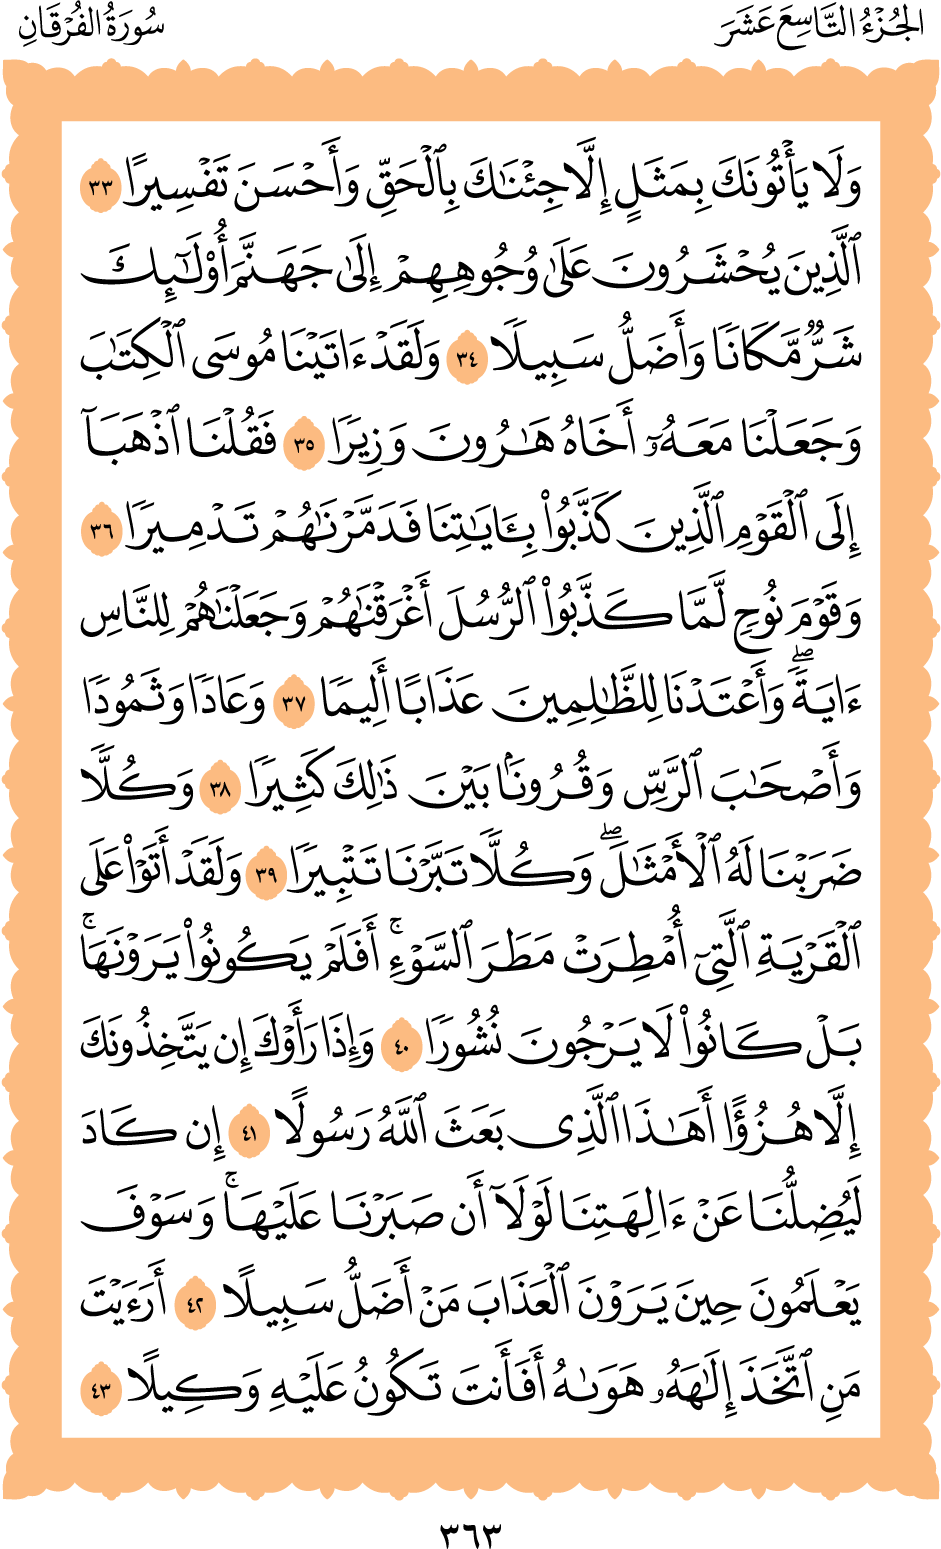 الجُزْءُ التَّاسِعَ عَشَرَ
سُورَةُ الفُرْقَانِ
وَلَا يَأْتُونَكَ بِمَثَلٍ إِلَّا جِئْنَٰكَ بِٱلْحَقِّ وَأَحْسَنَ تَفْسِيرًا ٣٣
ٱلَّذِينَ يُحْشَرُونَ عَلَىٰ وُجُوهِهِمْ إِلَىٰ جَهَنَّمَ أُو۟لَٰٓئِكَ
شَرٌّ مَّكَانًا وَأَضَلُّ سَبِيلًا ٣٤ وَلَقَدْ ءَاتَيْنَا مُوسَى ٱلْكِتَٰبَ
وَجَعَلْنَا مَعَهُۥٓ أَخَاهُ هَٰرُونَ وَزِيرًا ٣٥ فَقُلْنَا ٱذْهَبَآ
إِلَى ٱلْقَوْمِ ٱلَّذِينَ كَذَّبُوا۟ بِـَٔايَٰتِنَا فَدَمَّرْنَٰهُمْ تَدْمِيرًا ٣٦
وَقَوْمَ نُوحٍ لَّمَّا كَذَّبُوا۟ ٱلرُّسُلَ أَغْرَقْنَٰهُمْ وَجَعَلْنَٰهُمْ لِلنَّاسِ
ءَايَةً ۖ وَأَعْتَدْنَا لِلظَّٰلِمِينَ عَذَابًا أَلِيمًا ٣٧ وَعَادًا وَثَمُودَا۟
وَأَصْحَٰبَ ٱلرَّسِّ وَقُرُونًۢا بَيْنَ ذَٰلِكَ كَثِيرًا ٣٨ وَكُلًّا
ضَرَبْنَا لَهُ ٱلْأَمْثَٰلَ ۖ وَكُلًّا تَبَّرْنَا تَتْبِيرًا ٣٩ وَلَقَدْ أَتَوْا۟ عَلَى
ٱلْقَرْيَةِ ٱلَّتِىٓ أُمْطِرَتْ مَطَرَ ٱلسَّوْءِ ۚ أَفَلَمْ يَكُونُوا۟ يَرَوْنَهَا ۚ
بَلْ كَانُوا۟ لَا يَرْجُونَ نُشُورًا ٤٠ وَإِذَا رَأَوْكَ إِن يَتَّخِذُونَكَ
إِلَّا هُزُؤًا أَهَٰذَا ٱلَّذِى بَعَثَ ٱللَّهُ رَسُولًا ٤١ إِن كَادَ
لَيُضِلُّنَا عَنْ ءَالِهَتِنَا لَوْلَآ أَن صَبَرْنَا عَلَيْهَا ۚ وَسَوْفَ
يَعْلَمُونَ حِينَ يَرَوْنَ ٱلْعَذَابَ مَنْ أَضَلُّ سَبِيلًا ٤٢ أَرَءَيْتَ
مَنِ ٱتَّخَذَ إِلَٰهَهُۥ هَوَىٰهُ أَفَأَنتَ تَكُونُ عَلَيْهِ وَكِيلًا ٤٣
٣٦٣